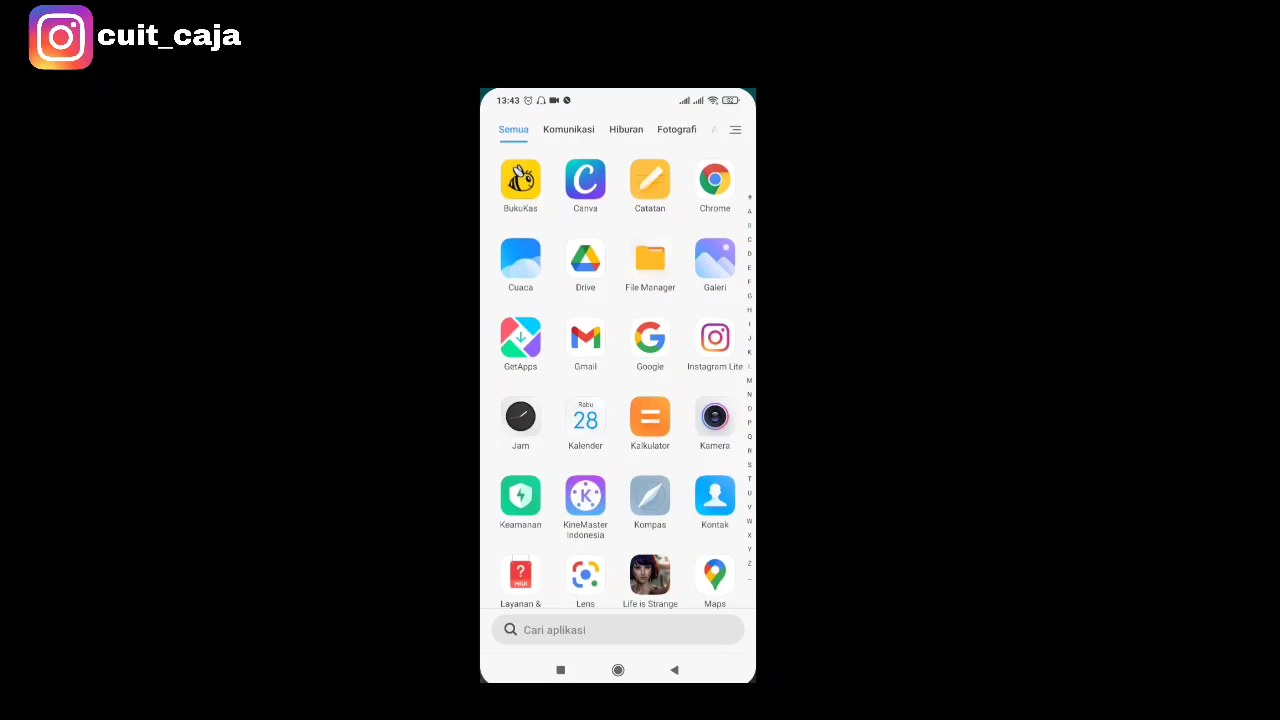 cuit_caja
13:43
Semua Komunikasi Hiburan Fotografi
BukuKas Canva Catatan Chrome
Cuaca Drive File Manager Galeri
GetApps Gmail Google Instagram Lite
Rabu
28
Jam Kalender Kalkulator Kamera
Keamanan KineMaster Indonesia Kompas Kontak
?
MIUI
Layanan & Lens Life is Strange Maps
#
A
B
C
D
E
F
G
H
I
J
K
L
M
N
O
P
Q
R
S
T
U
V
W
X
Y
Z
Cari aplikasi